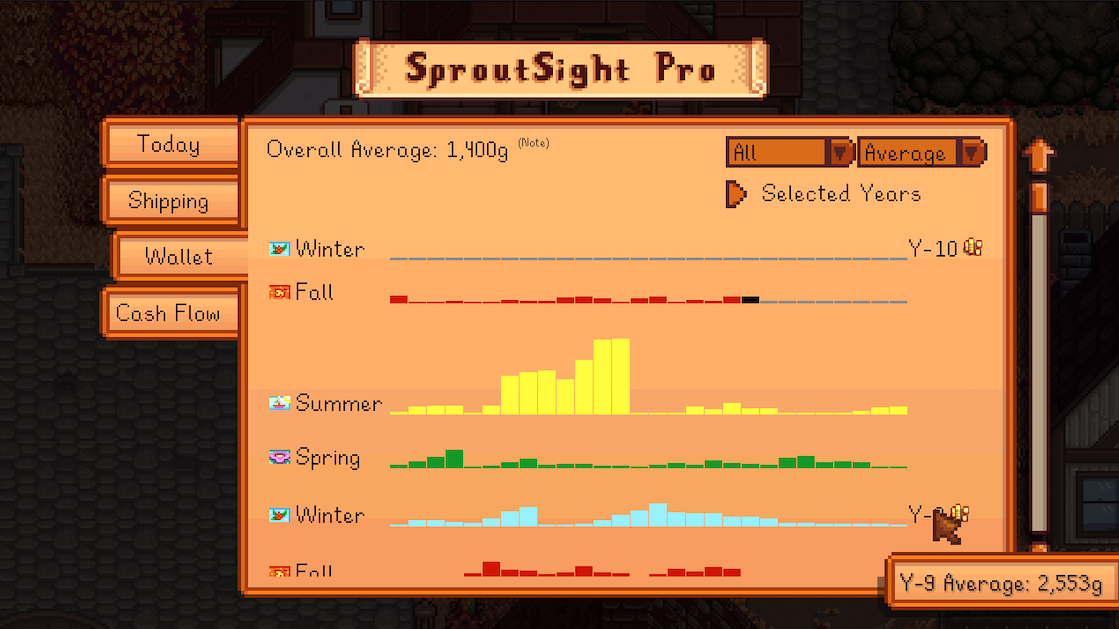 SproutSight Pro
Today
Shipping
Wallet
Cash Flow
Overall Average: 1,400g (Note)
All
Average
Selected Years
Winter
Y-10
Fall
Summer
Spring
Winter
Fall
Y-9 Average: 2,553g